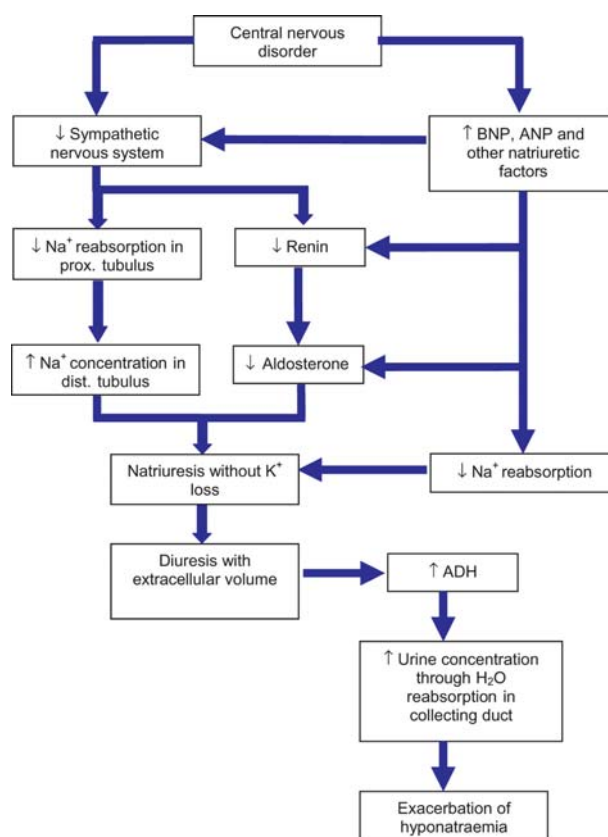 Central nervous
disorder
↓ Sympathetic
nervous system
↑ BNP, ANP and
other natriuretic
factors
↓ Na⁺ reabsorption in
prox. tubulus
↓ Renin
↑ Na⁺ concentration in
dist. tubulus
↓ Aldosterone
Natriuresis without K⁺
loss
↓ Na⁺ reabsorption
Diuresis with
extracellular volume
↑ ADH
↑ Urine concentration
through H₂O
reabsorption in
collecting duct
Exacerbation of
hyponatraemia